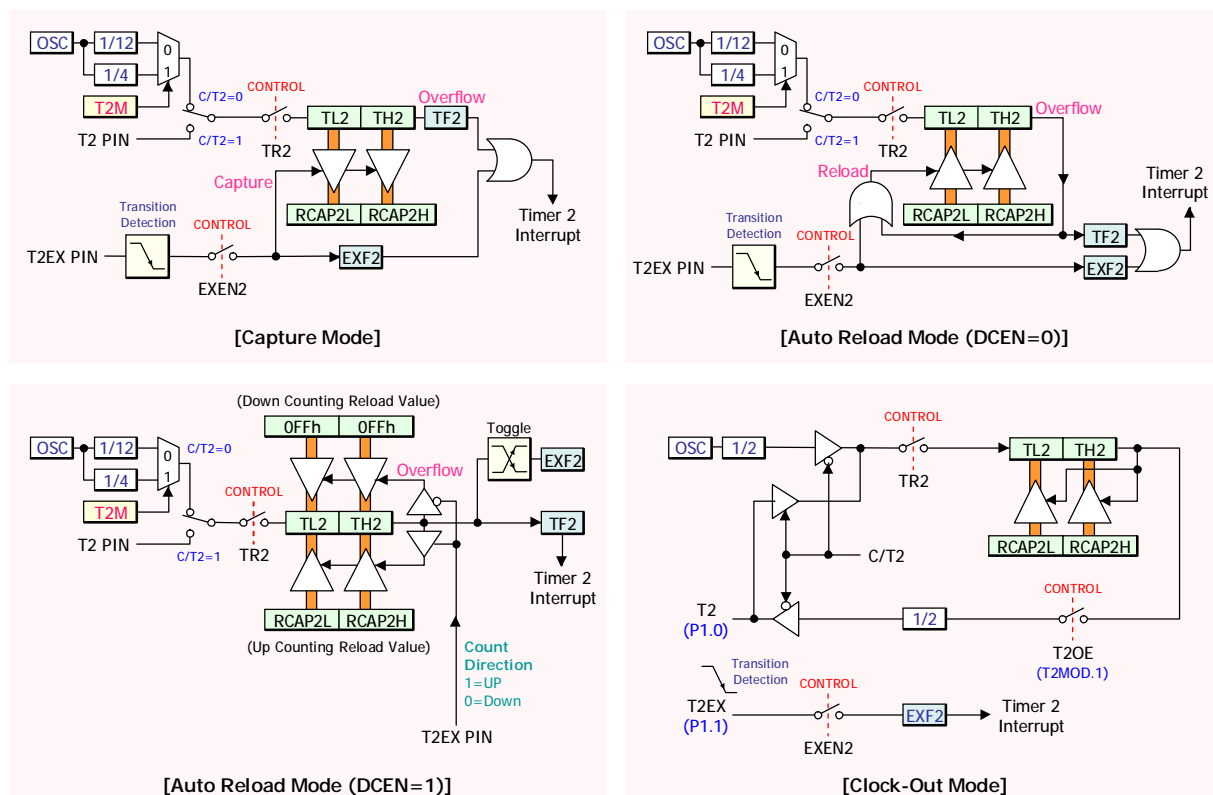 OSC
1/12
1/4
0
1
T2M
T2 PIN
C/T2=0
C/T2=1
CONTROL
TR2
TL2
TH2
Overflow
TF2
Capture
RCAP2L
RCAP2H
Timer 2
Interrupt
Transition
Detection
CONTROL
T2EX PIN
EXEN2
EXF2
[Capture Mode]
OSC
1/12
1/4
0
1
T2M
T2 PIN
C/T2=0
C/T2=1
CONTROL
TR2
TL2
TH2
Overflow
Reload
RCAP2L
RCAP2H
Timer 2
Interrupt
Transition
Detection
CONTROL
T2EX PIN
EXEN2
TF2
EXF2
[Auto Reload Mode (DCEN=0)]
(Down Counting Reload Value)
0FFh
0FFh
Toggle
EXF2
OSC
1/12
1/4
0
1
T2M
T2 PIN
C/T2=0
C/T2=1
CONTROL
TR2
Overflow
TL2
TH2
TF2
Timer 2
Interrupt
RCAP2L
RCAP2H
(Up Counting Reload Value)
Count
Direction
1=UP
0=Down
T2EX PIN
[Auto Reload Mode (DCEN=1)]
OSC
1/2
CONTROL
TR2
TL2
TH2
RCAP2L
RCAP2H
C/T2
T2
(P1.0)
1/2
CONTROL
T2OE
(T2MOD.1)
Transition
Detection
CONTROL
T2EX
(P1.1)
EXEN2
EXF2
Timer 2
Interrupt
[Clock-Out Mode]